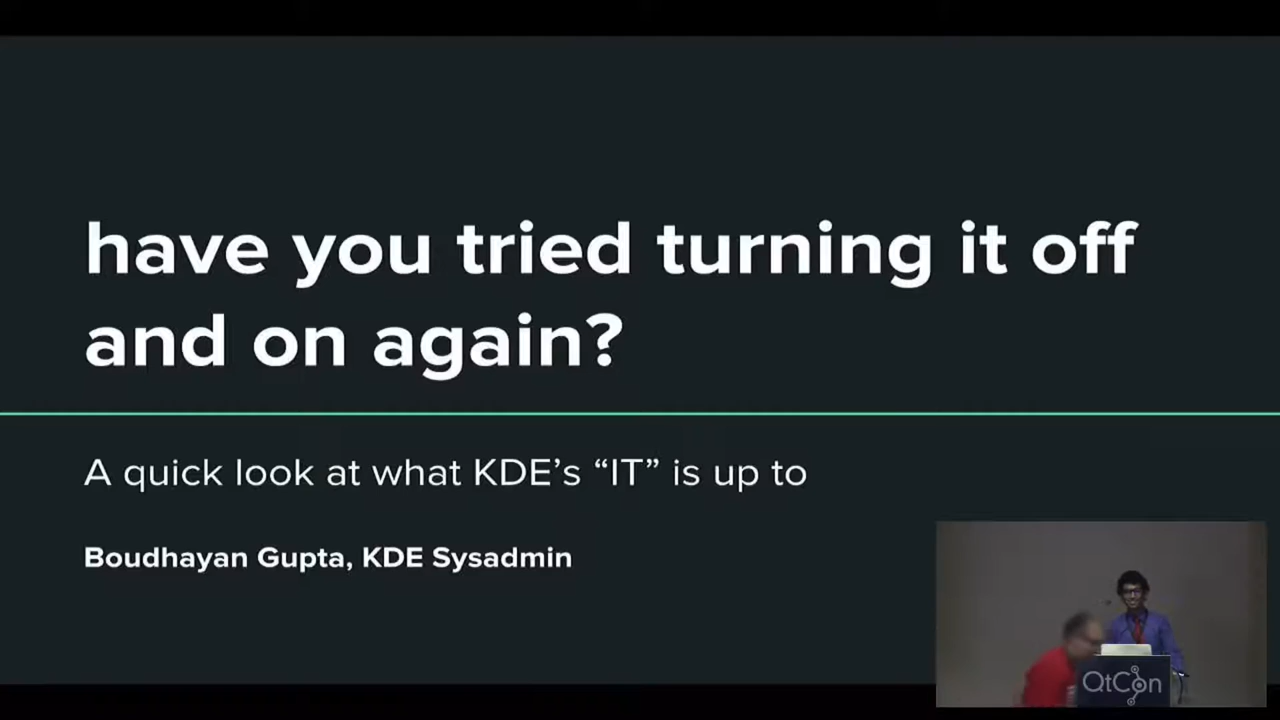 have you tried turning it off
and on again?
A quick look at what KDE's “IT” is up to
Boudhayan Gupta, KDE Sysadmin
QtCon